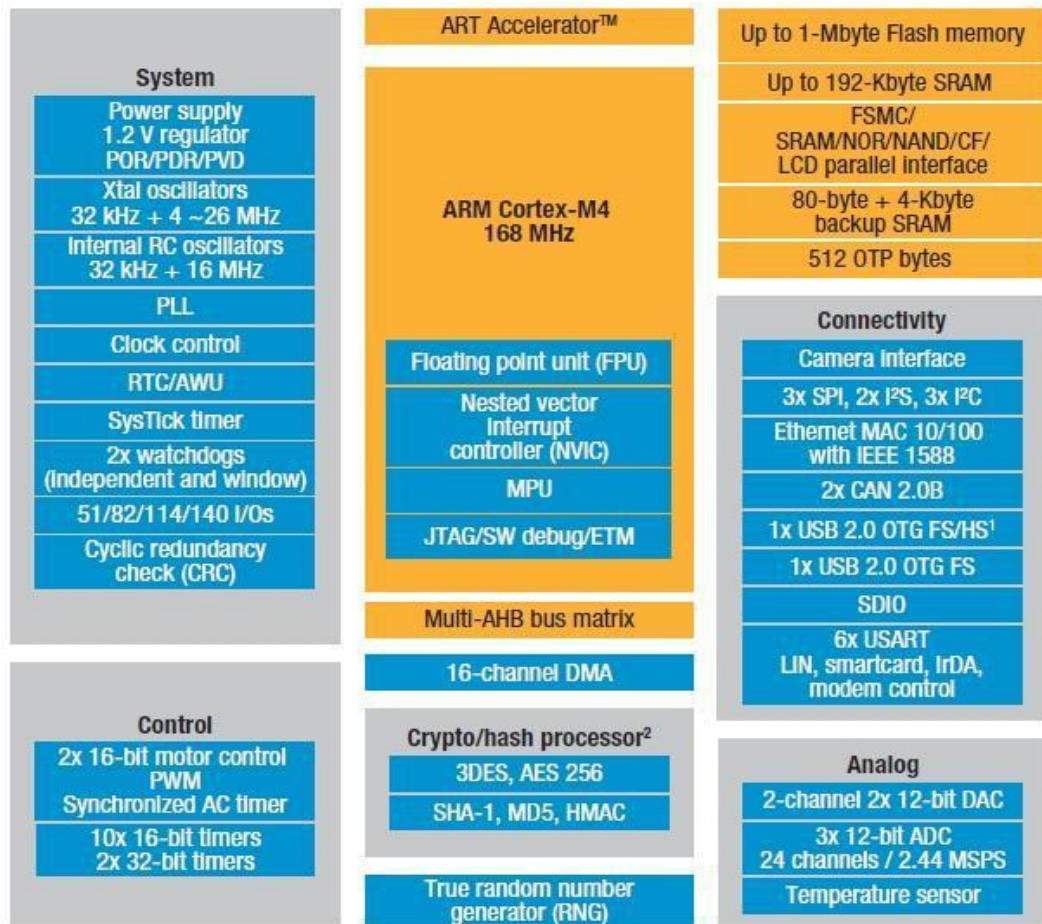 System
Power supply
1.2 V regulator
POR/PDR/PVD
Xtal oscillators
32 kHz + 4 ~26 MHz
Internal RC oscillators
32 kHz + 16 MHz
PLL
Clock control
RTC/AWU
SysTick timer
2x watchdogs
(independent and window)
51/82/114/140 I/Os
Cyclic redundancy
check (CRC)
Control
2x 16-bit motor control
PWM
Synchronized AC timer
10x 16-bit timers
2x 32-bit timers
ART Accelerator™
ARM Cortex-M4
168 MHz
Floating point unit (FPU)
Nested vector
interrupt
controller (NVIC)
MPU
JTAG/SW debug/ETM
Multi-AHB bus matrix
16-channel DMA
Crypto/hash processor²
3DES, AES 256
SHA-1, MD5, HMAC
True random number
generator (RNG)
Up to 1-Mbyte Flash memory
Up to 192-Kbyte SRAM
FSMC/
SRAM/NOR/NAND/CF/
LCD parallel interface
80-byte + 4-Kbyte
backup SRAM
512 OTP bytes
Connectivity
Camera interface
3x SPI, 2x I²S, 3x I²C
Ethernet MAC 10/100
with IEEE 1588
2x CAN 2.0B
1x USB 2.0 OTG FS/HS¹
1x USB 2.0 OTG FS
SDIO
6x USART
LIN, smartcard, IrDA,
modem control
Analog
2-channel 2x 12-bit DAC
3x 12-bit ADC
24 channels / 2.44 MSPS
Temperature sensor